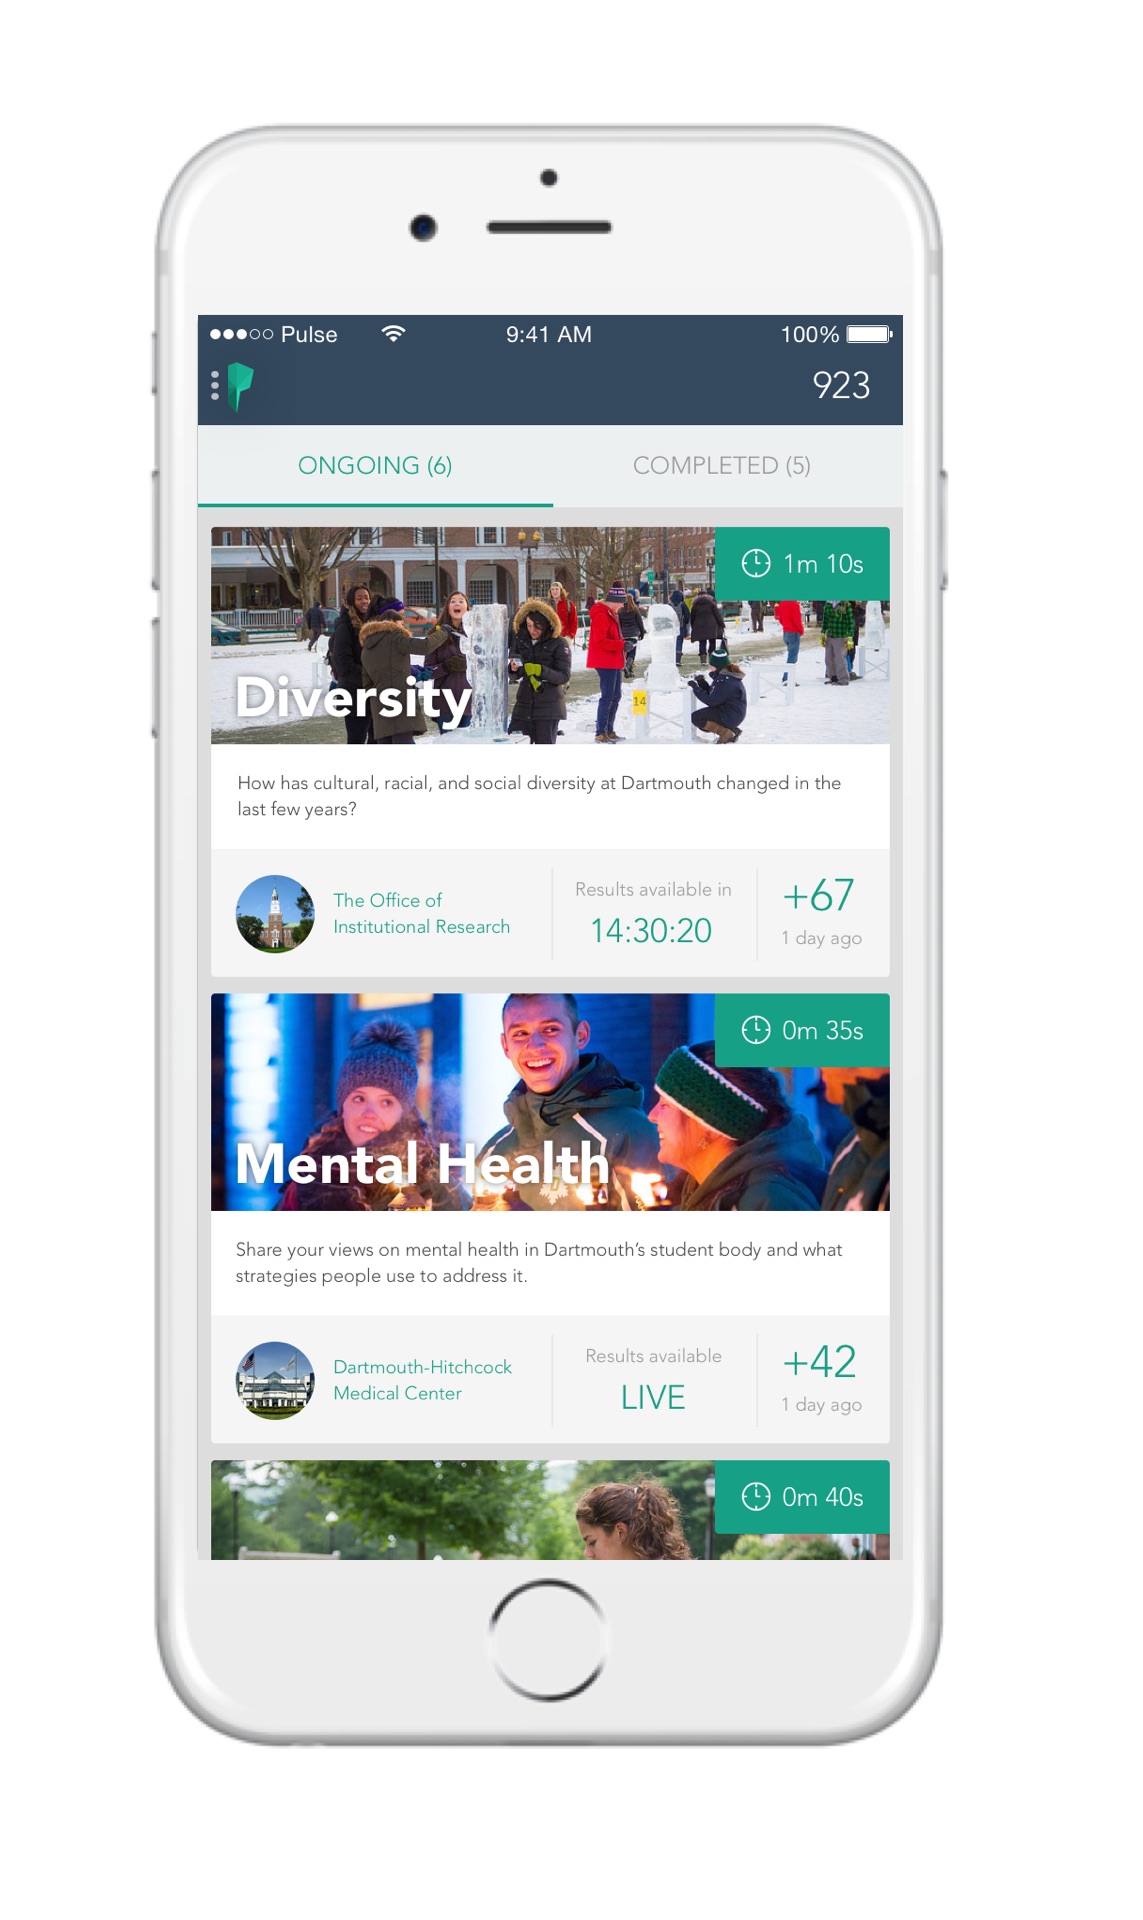 Pulse 9:41 AM 100%
923
ONGOING (6) COMPLETED (5)
1m 10s
14
Diversity
How has cultural, racial, and social diversity at Dartmouth changed in the
last few years?
The Office of
Institutional Research
Results available in
14:30:20
+67
1 day ago
0m 35s
Mental Health
Share your views on mental health in Dartmouth’s student body and what
strategies people use to address it.
Dartmouth-Hitchcock
Medical Center
Results available
LIVE
+42
1 day ago
0m 40s